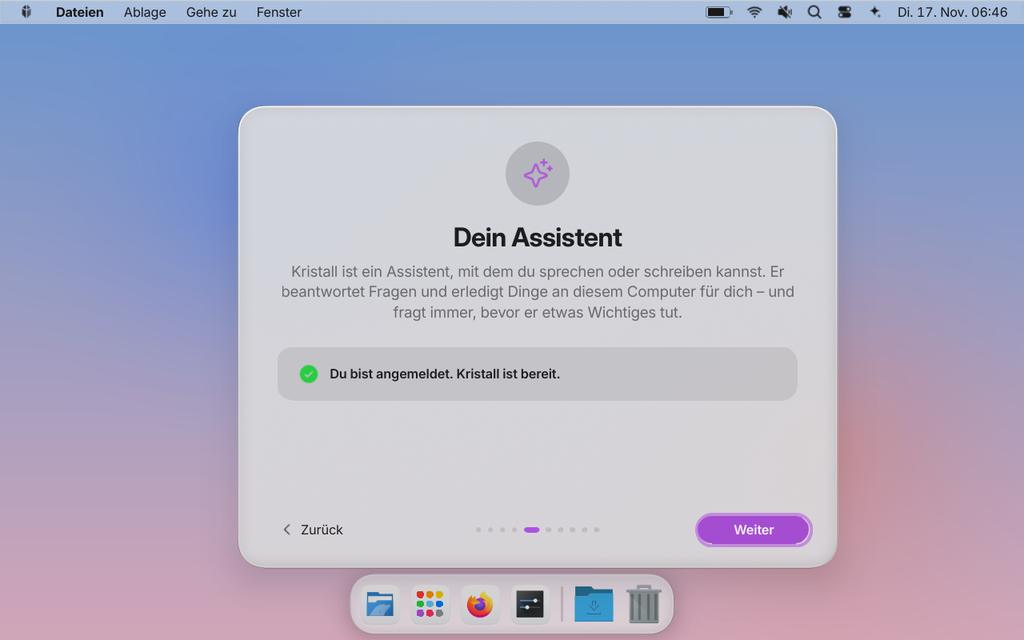 Dateien Ablage Gehe zu Fenster Di. 17. Nov. 06:46
Dein Assistent
Kristall ist ein Assistent, mit dem du sprechen oder schreiben kannst. Er
beantwortet Fragen und erledigt Dinge an diesem Computer für dich – und
fragt immer, bevor er etwas Wichtiges tut.
Du bist angemeldet. Kristall ist bereit.
Zurück
Weiter